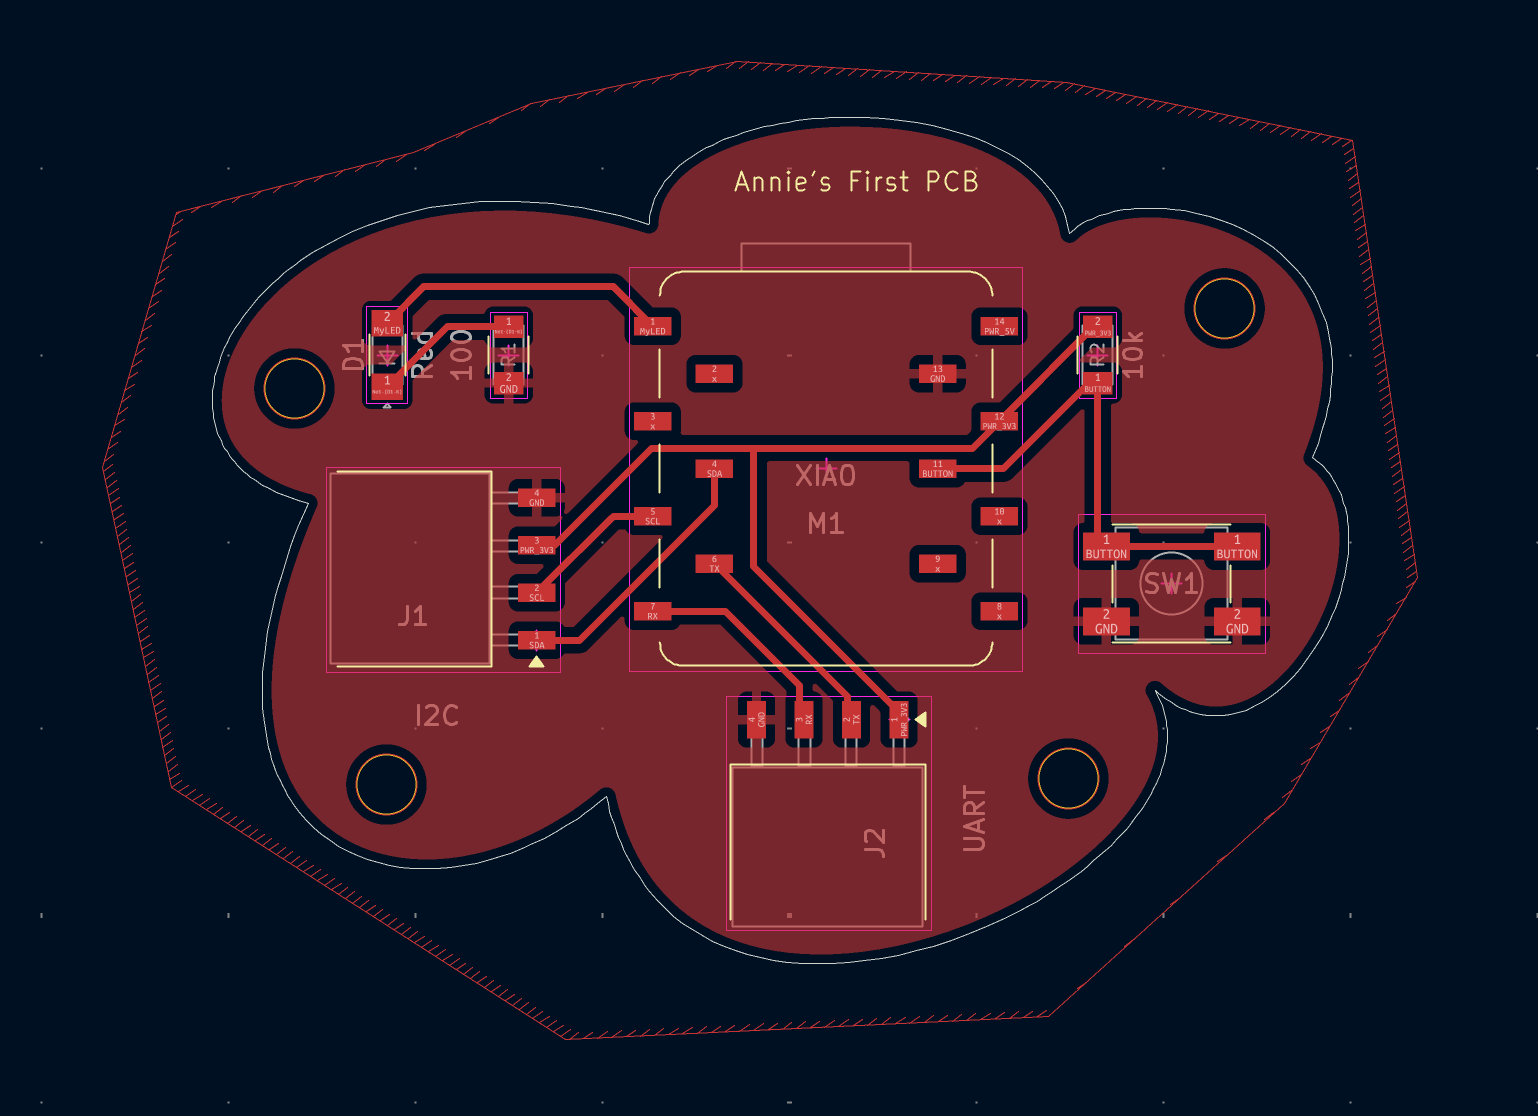 Annie's First PCB
D1
2
MyLED
1
Red
100
1
R1
2
GND
1
MyLED
2
x
3
x
4
SDA
5
SCL
6
TX
7
RX
14
PWR_5V
13
GND
12
PWR_3V3
11
BUTTON
10
x
9
x
8
x
XIAO
M1
2
PWR_3V3
R2
1
BUTTON
10k
4
GND
3
PWR_3V3
2
SCL
1
SDA
J1
I2C
1
BUTTON
1
BUTTON
SW1
2
GND
2
GND
4
GND
3
RX
2
TX
1
PWR_3V3
J2
UART